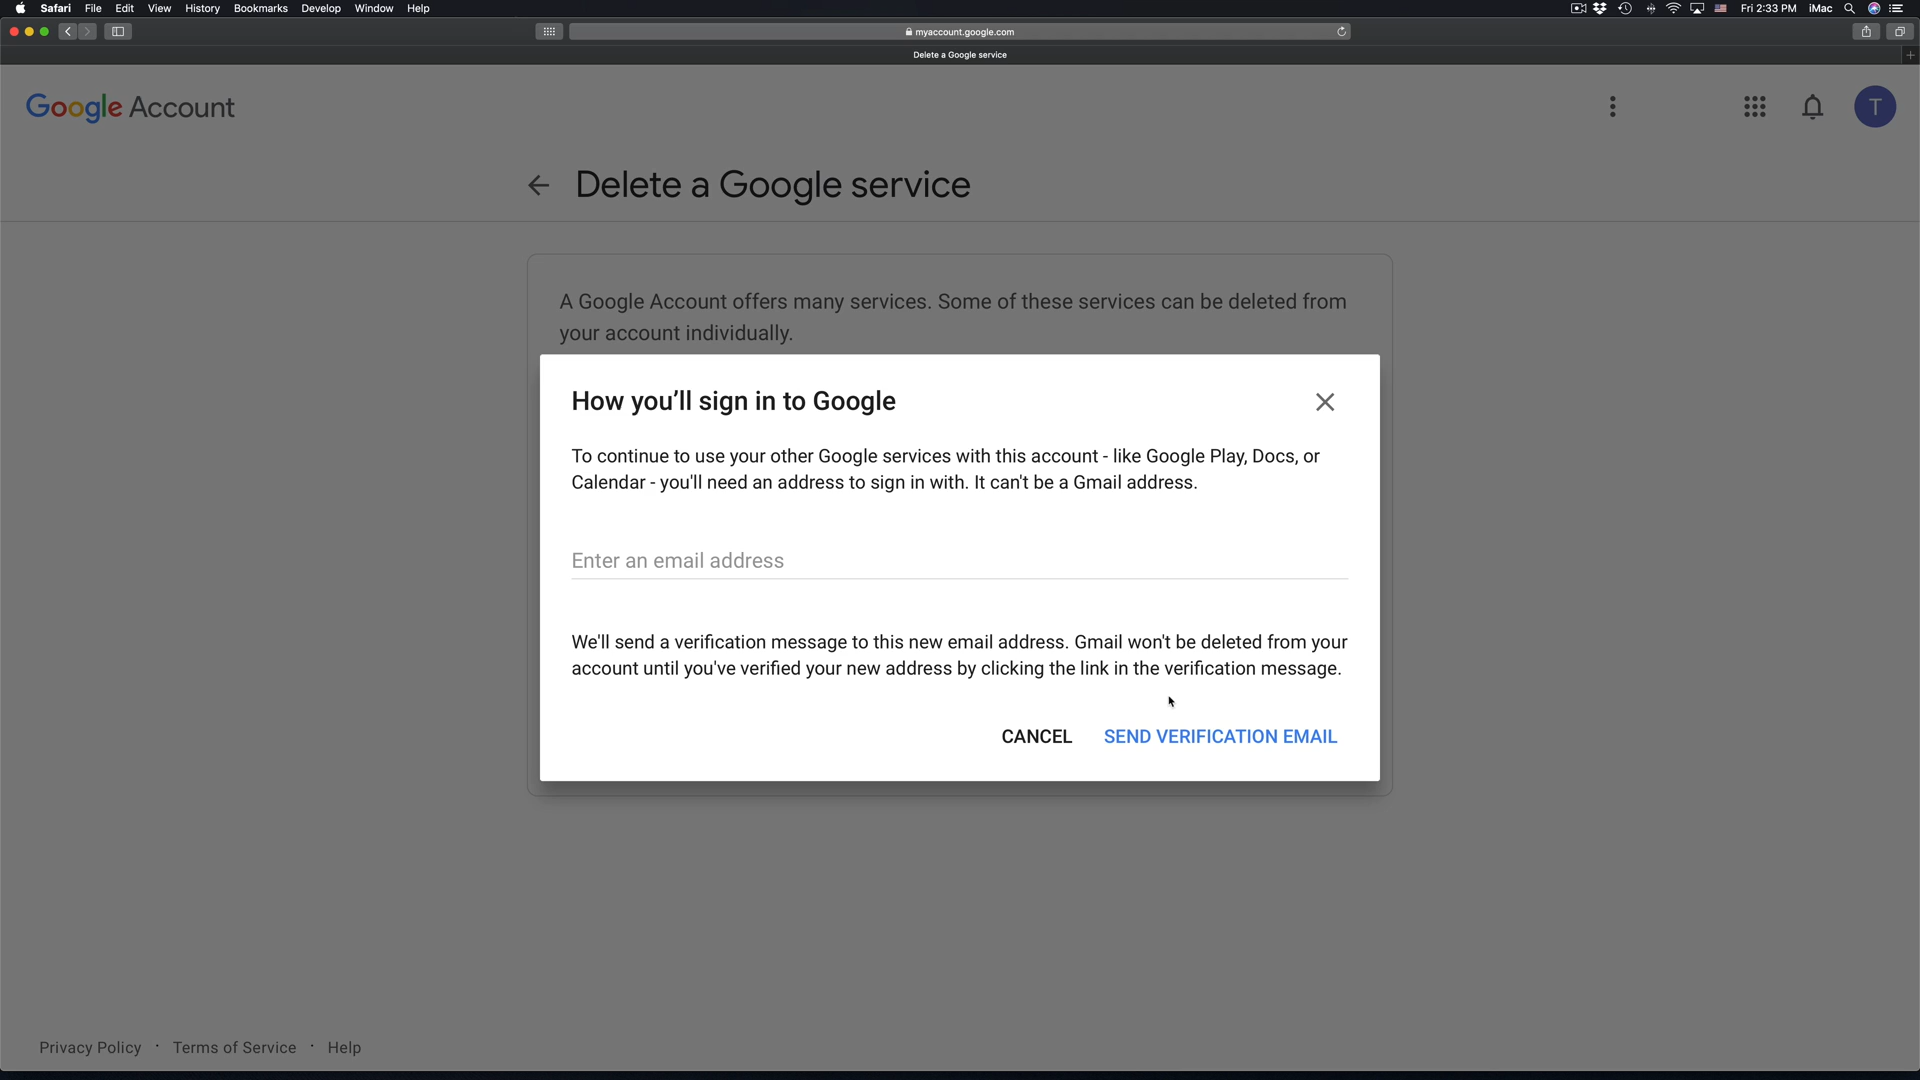 Safari File Edit View History Bookmarks Develop Window Help Fri 2:33 PM iMac
myaccount.google.com
Delete a Google service
Google Account
T
Delete a Google service
A Google Account offers many services. Some of these services can be deleted from
your account individually.
How you’ll sign in to Google
To continue to use your other Google services with this account - like Google Play, Docs, or
Calendar - you'll need an address to sign in with. It can't be a Gmail address.
Enter an email address
We'll send a verification message to this new email address. Gmail won't be deleted from your
account until you've verified your new address by clicking the link in the verification message.
CANCEL SEND VERIFICATION EMAIL
Privacy Policy · Terms of Service · Help